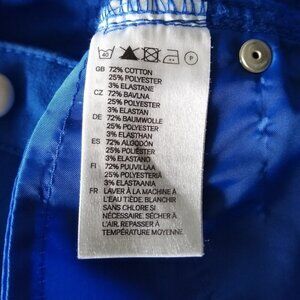 40 P
GB 72% COTTON
25% POLYESTER
3% ELASTANE
CZ 72% BAVLNA
25% POLYESTER
3% ELASTAN
DE 72% BAUMWOLLE
25% POLYESTER
3% ELASTHAN
ES 72% ALGODÓN
25% POLIÉSTER
3% ELASTANO
FI 72% PUUVILLAA
25% POLYESTERIÄ
3% ELASTAANIA
FR LAVER À LA MACHINE À
L'EAU TIÈDE. BLANCHIR
SANS CHLORE SI
NÉCESSAIRE. SÉCHER À
L'AIR. REPASSER À
TEMPÉRATURE MOYENNE.